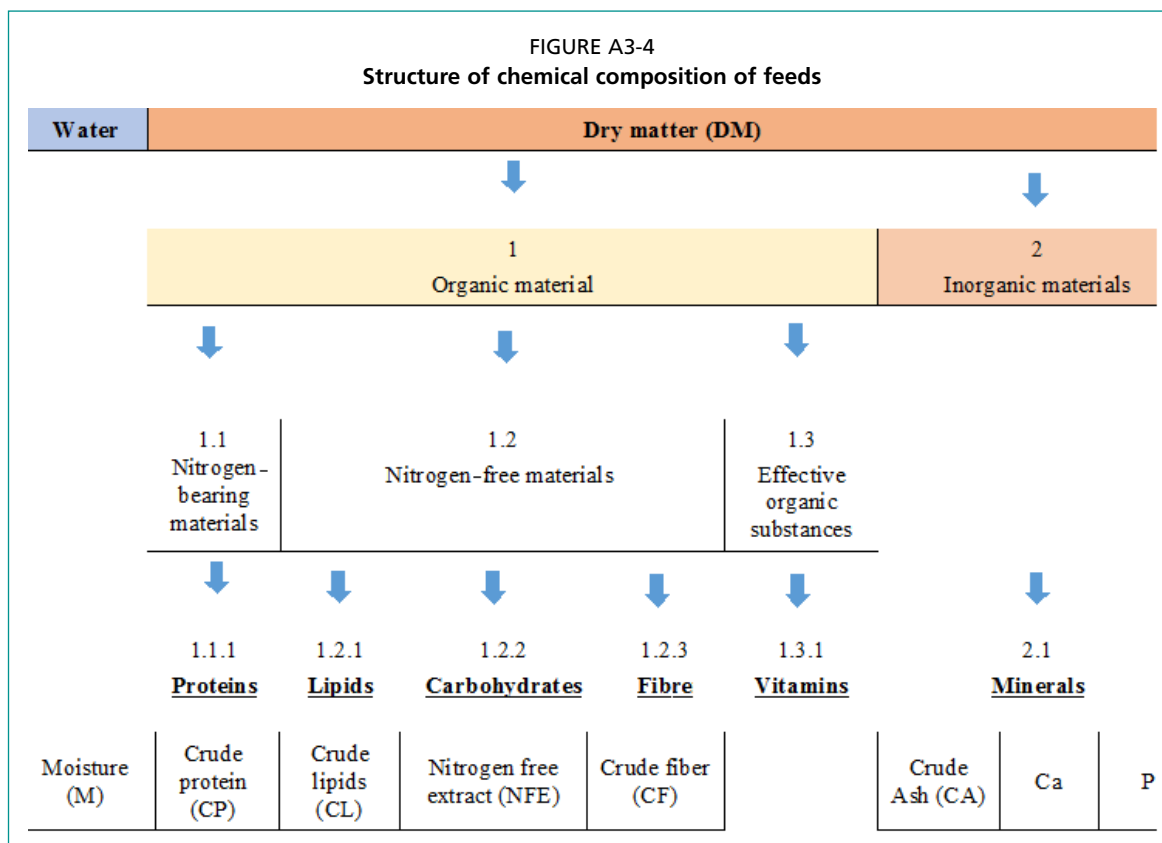 FIGURE A3-4
Structure of chemical composition of feeds
Water
Dry matter (DM)
1
Organic material
2
Inorganic materials
1.1
Nitrogen-
bearing
materials
1.2
Nitrogen-free materials
1.3
Effective
organic
substances
1.1.1
Proteins
1.2.1
Lipids
1.2.2
Carbohydrates
1.2.3
Fibre
1.3.1
Vitamins
2.1
Minerals
Moisture
(M)
Crude
protein
(CP)
Crude
lipids
(CL)
Nitrogen free
extract (NFE)
Crude fiber
(CF)
Crude
Ash (CA)
Ca
P